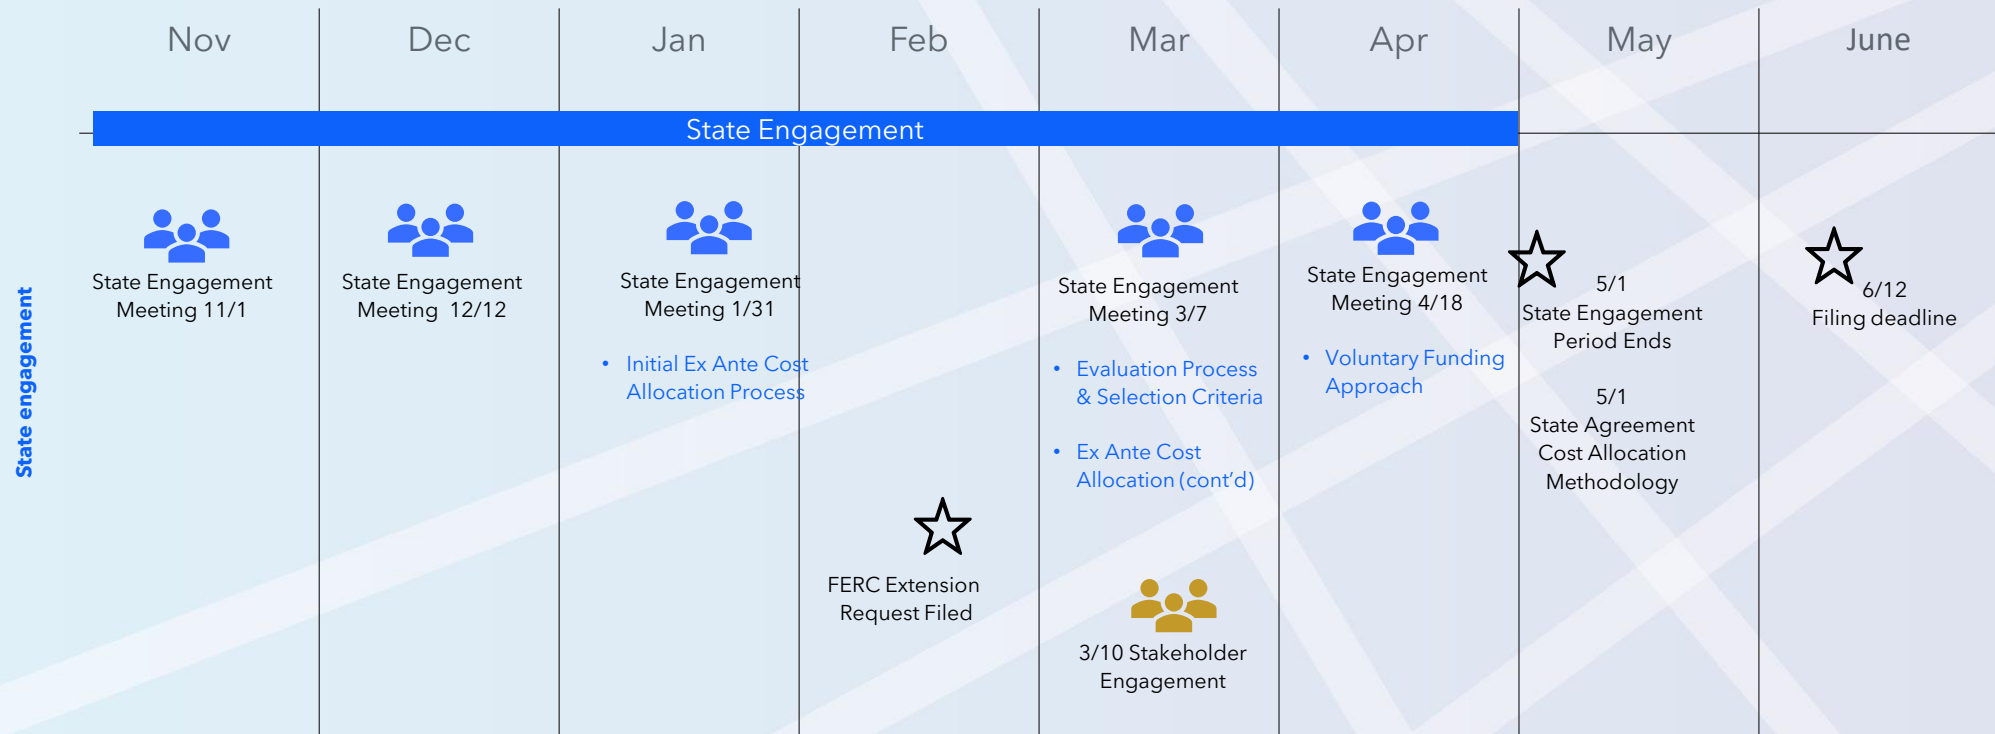 Nov
Dec
Jan
Feb
Mar
Apr
May
June
State Engagement
State engagement
State Engagement
Meeting 11/1
State Engagement
Meeting 12/12
State Engagement
Meeting 1/31
• Initial Ex Ante Cost
Allocation Process
FERC Extension
Request Filed
State Engagement
Meeting 3/7
• Evaluation Process
& Selection Criteria
• Ex Ante Cost
Allocation (cont’d)
3/10 Stakeholder
Engagement
State Engagement
Meeting 4/18
• Voluntary Funding
Approach
5/1
State Engagement
Period Ends
5/1
State Agreement
Cost Allocation
Methodology
6/12
Filing deadline